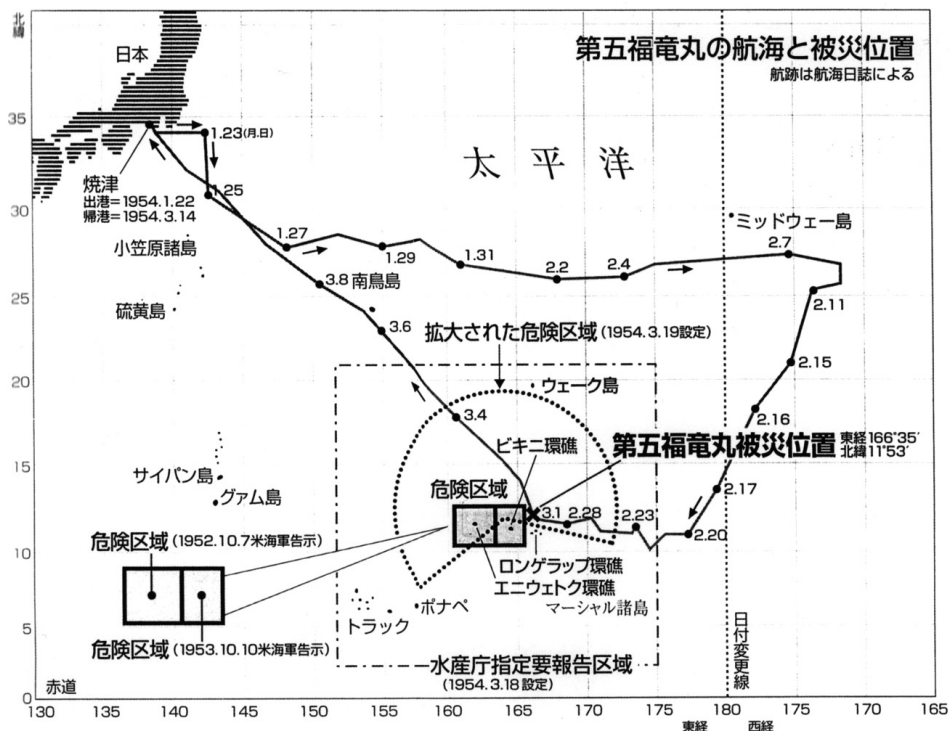 北緯
第五福竜丸の航海と被災位置
航跡は航海日誌による
日本
35
1.23(月.日)
太平洋
焼津
出港=1954.1.22
帰港=1954.3.14
1.25
30
ミッドウェー島
小笠原諸島
1.27
1.29
1.31
2.2
2.4
2.7
3.8
南鳥島
硫黄島
2.11
25
3.6
拡大された危険区域(1954.3.19設定)
2.15
20
ウェーク島
3.4
2.16
ビキニ環礁
第五福竜丸被災位置
東経166°35′
北緯11°53′
15
サイパン島
グァム島
危険区域
2.17
3.1
2.28
2.23
2.20
10
危険区域(1952.10.7米海軍告示)
ロンゲラップ環礁
エニウェトク環礁
マーシャル諸島
ポナペ
トラック
5
危険区域(1953.10.10米海軍告示)
日付変更線
水産庁指定要報告区域
(1954.3.18設定)
赤道
0
130 135 140 145 150 155 160 165 170 175 180 175 170 165
東経 西経